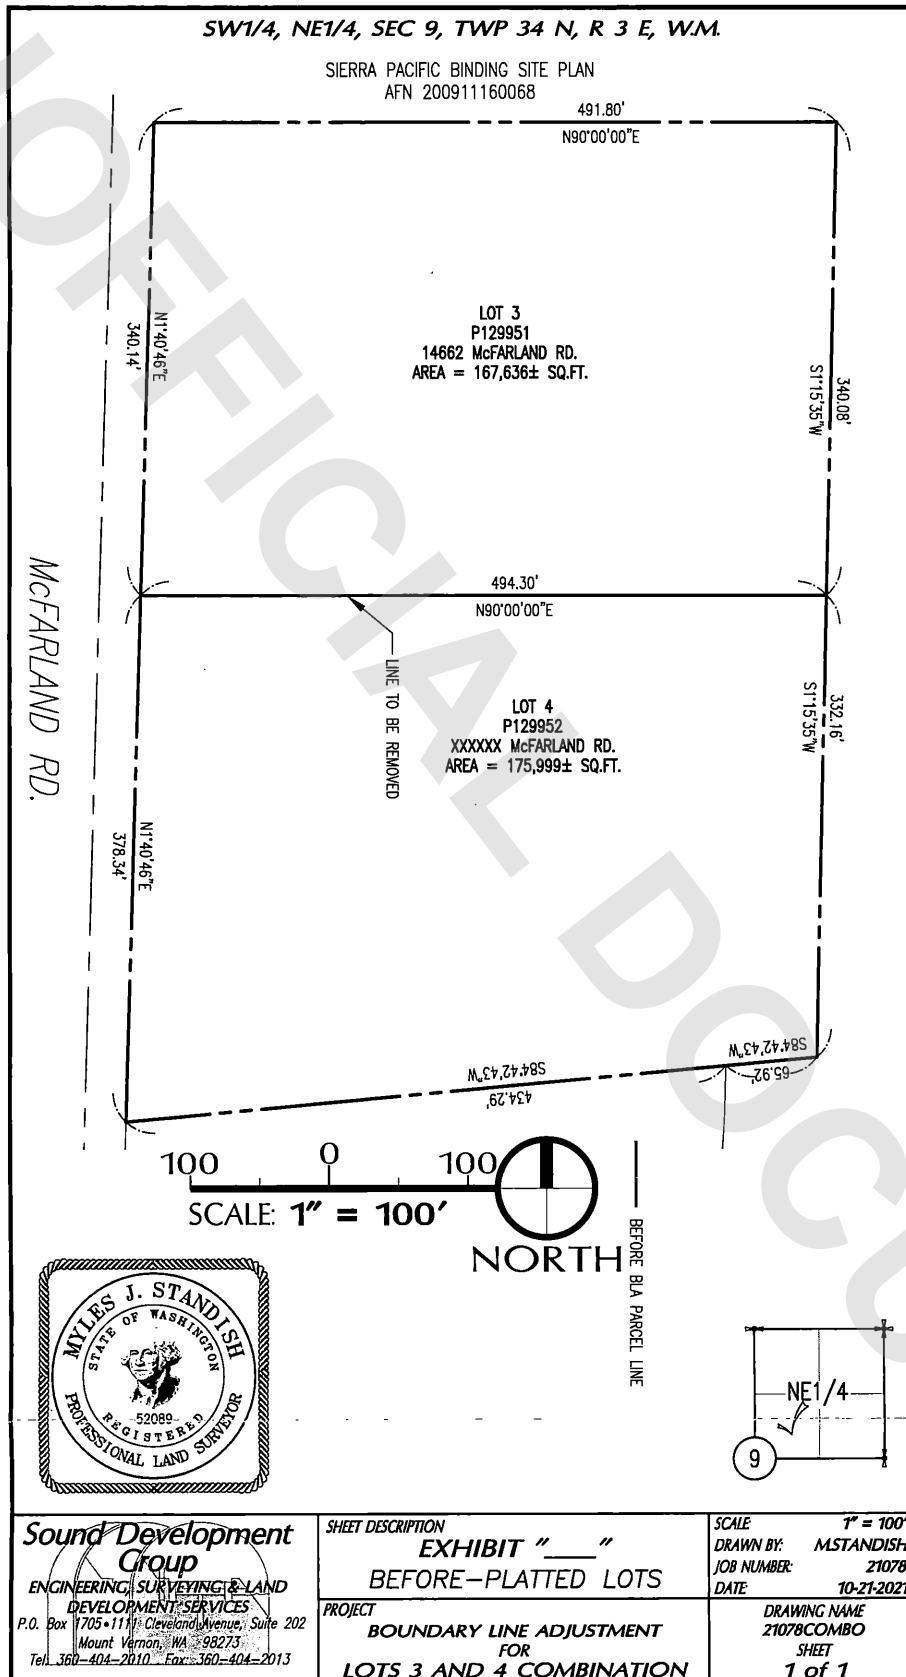 SW1/4, NE1/4, SEC 9, TWP 34 N, R 3 E, W.M.
SIERRA PACIFIC BINDING SITE PLAN
AFN 200911160068
491.80'
N90°00'00"E
N1°40'46"E
340.14'
LOT 3
P129951
14662 McFARLAND RD.
AREA = 167,636± SQ.FT.
340.08'
S1°15'35"W
McFARLAND RD.
494.30'
N90°00'00"E
LINE TO BE REMOVED
LOT 4
P129952
XXXXXX McFARLAND RD.
AREA = 175,999± SQ.FT.
332.16'
S1°15'35"W
N1°40'46"E
378.34'
S84°42'43"W
434.29'
S84°42'43"W
65.92'
100 0 100
SCALE: 1" = 100'
NORTH
BEFORE BLA PARCEL LINE
MYLES J. STANDISH
STATE OF WASHINGTON
52089
REGISTERED
PROFESSIONAL LAND SURVEYOR
NE1/4
9
Sound Development
Group
ENGINEERING, SURVEYING & LAND
DEVELOPMENT SERVICES
P.O. Box 1705•1111 Cleveland Avenue, Suite 202
Mount Vernon, WA 98273
Tel: 360-404-2010 Fax: 360-404-2013
SHEET DESCRIPTION
EXHIBIT "___"
BEFORE-PLATTED LOTS
PROJECT
BOUNDARY LINE ADJUSTMENT
FOR
LOTS 3 AND 4 COMBINATION
SCALE: 1" = 100'
DRAWN BY: MSTANDISH
JOB NUMBER: 21078
DATE: 10-21-2021
DRAWING NAME
21078COMBO
SHEET
1 of 1
OFFICIAL DOCU